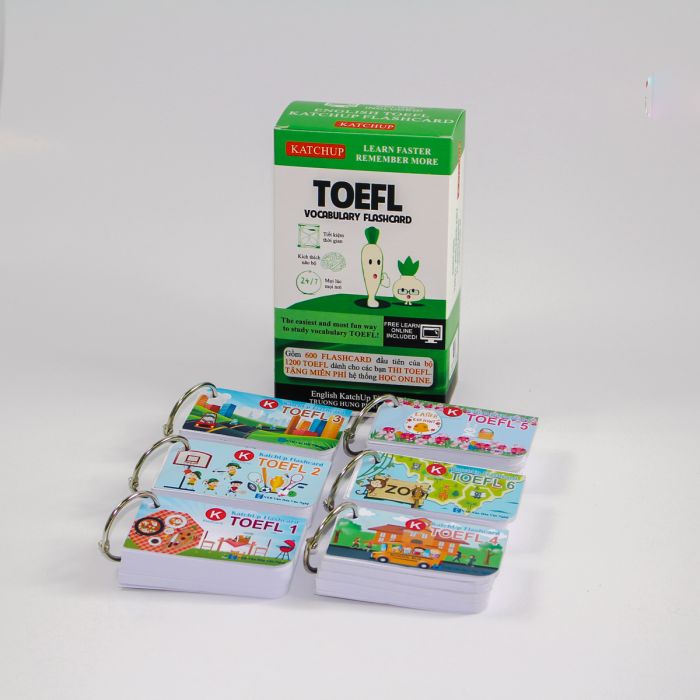 ENGLISH TOEFL
KATCHUP FLASHCARD
KATCHUP
KATCHUP
LEARN FASTER
REMEMBER MORE
TOEFL
VOCABULARY FLASHCARD
Tiết kiệm
thời gian
Kích thích
não bộ
24/7
Mọi lúc
mọi nơi
The easiest and most fun way
to study vocabulary TOEFL!
FREE LEARN
ONLINE
INCLUDED!
Gồm 600 FLASHCARD đầu tiên của bộ
1200 TOEFL dành cho các bạn THI TOEFL
TẶNG MIỄN PHÍ hệ thống HỌC ONLINE
English KatchUp
TRƯƠNG HÙNG
TOEFL 3
K
TOEFL 5
K KatchUp Flashcard
TOEFL 2
K
TOEFL 6
ZOO
K KatchUp Flashcard
TOEFL 1
K KatchUp Flashcard
TOEFL 4